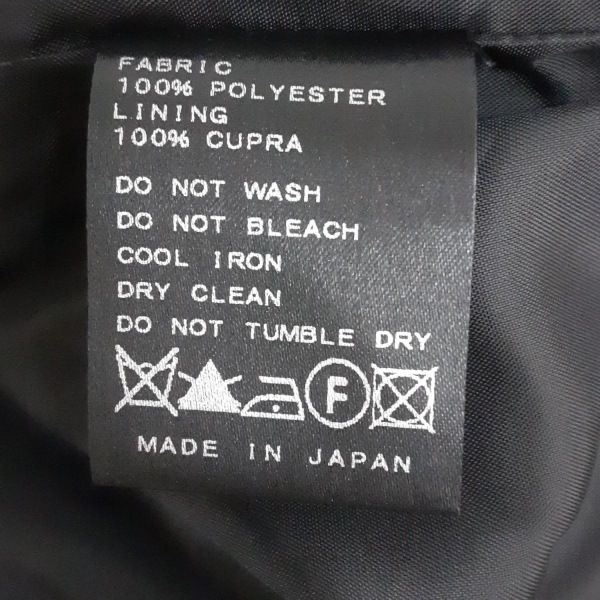 FABRIC
100% POLYESTER
LINING
100% CUPRA
DO NOT WASH
DO NOT BLEACH
COOL IRON
DRY CLEAN
DO NOT TUMBLE DRY
F
MADE IN JAPAN